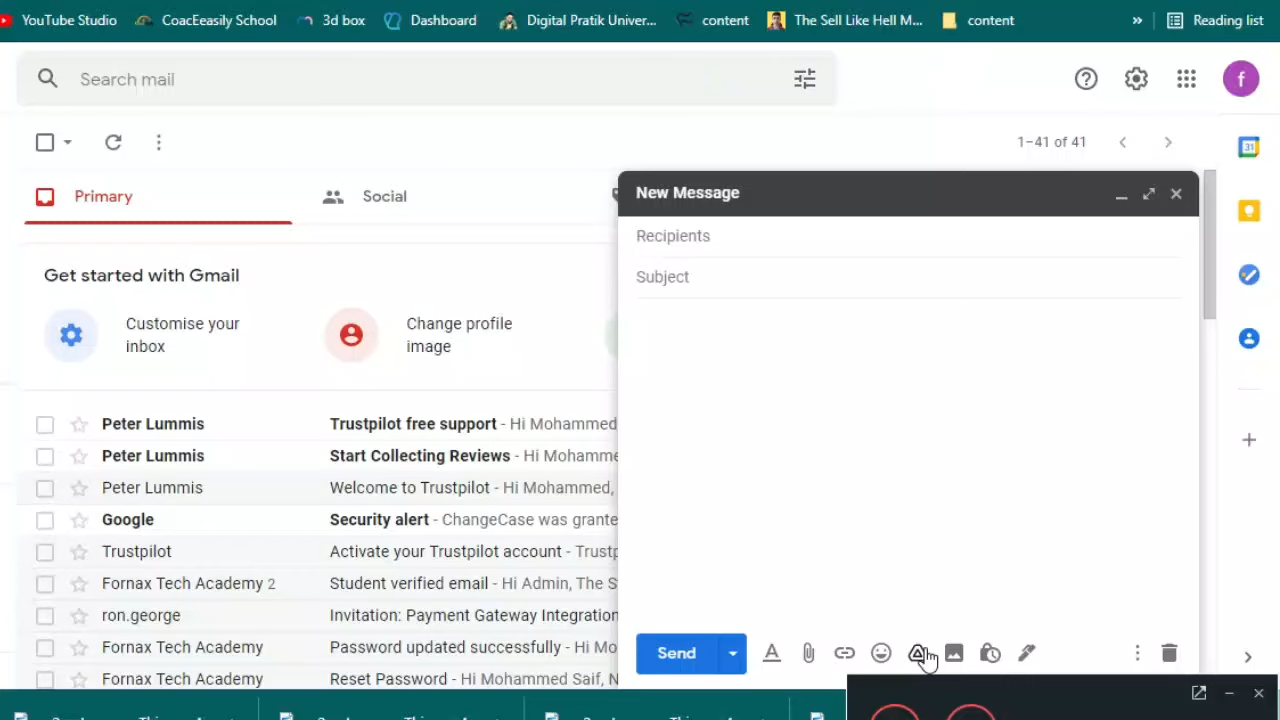 YouTube Studio CoacEeasily School 3d box Dashboard Digital Pratik Univer... content The Sell Like Hell M... content » Reading list
Search mail
f
1–41 of 41
31
Primary Social
New Message
Recipients
Subject
Get started with Gmail
Customise your
inbox
Change profile
image
Peter Lummis Trustpilot free support - Hi Mohammed
Peter Lummis Start Collecting Reviews - Hi Mohamme
Peter Lummis Welcome to Trustpilot - Hi Mohammed,
Google Security alert - ChangeCase was grante
Trustpilot Activate your Trustpilot account - Trustp
Fornax Tech Academy 2 Student verified email - Hi Admin, The S
ron.george Invitation: Payment Gateway Integration
Fornax Tech Academy Password updated successfully - Hi Moha
Fornax Tech Academy Reset Password - Hi Mohammed Saif, N
Send